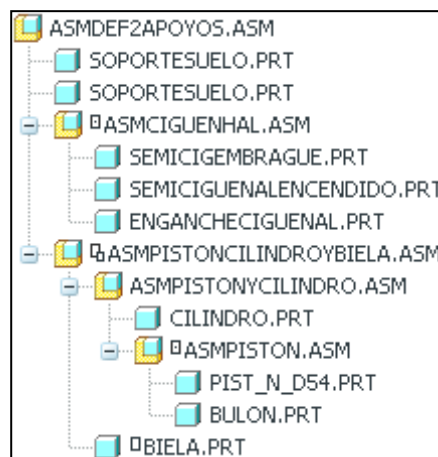 ASMDEF2APOYOS.ASM
SOPORTESUELO.PRT
SOPORTESUELO.PRT
ASMCIGUENHAL.ASM
SEMICIGEMBRAGUE.PRT
SEMICIGUENALENCENDIDO.PRT
ENGANCHECIGUENAL.PRT
ASMPISTONCILINDROYBIELA.ASM
ASMPISTONYCILINDRO.ASM
CILINDRO.PRT
ASMPISTON.ASM
PIST_N_D54.PRT
BULON.PRT
BIELA.PRT